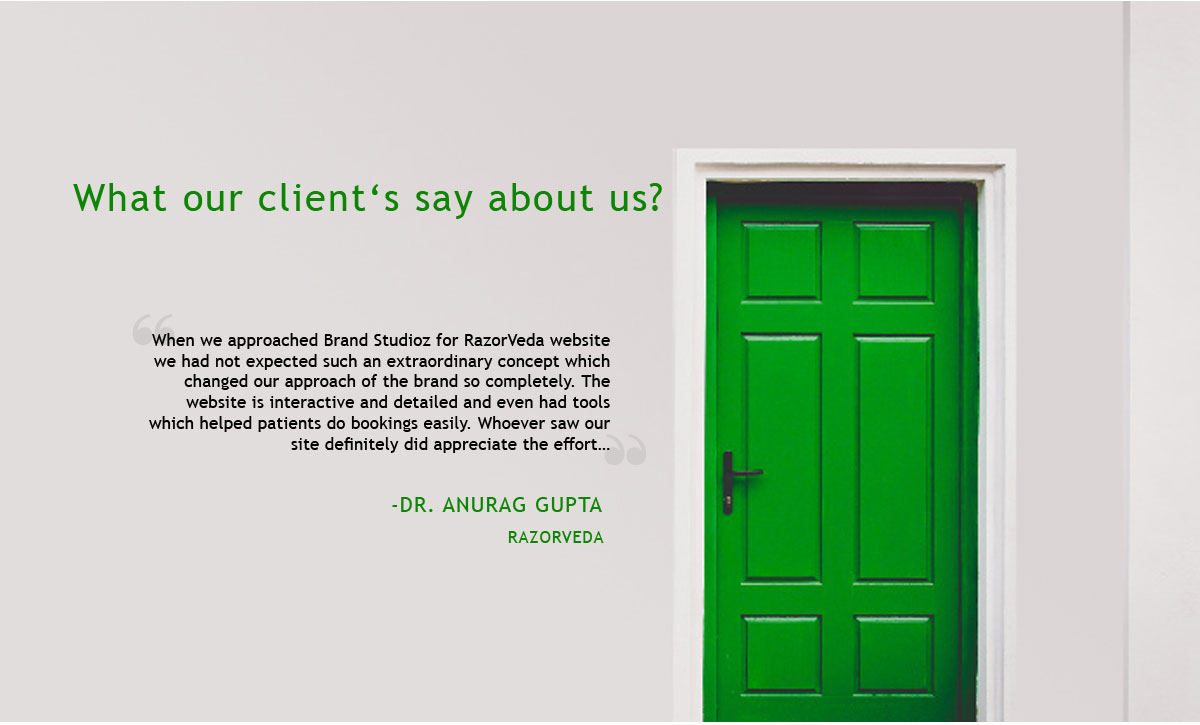 What our client‘s say about us?
“
When we approached Brand Studioz for RazorVeda website
we had not expected such an extraordinary concept which
changed our approach of the brand so completely. The
website is interactive and detailed and even had tools
which helped patients do bookings easily. Whoever saw our
site definitely did appreciate the effort...
”
-DR. ANURAG GUPTA
RAZORVEDA